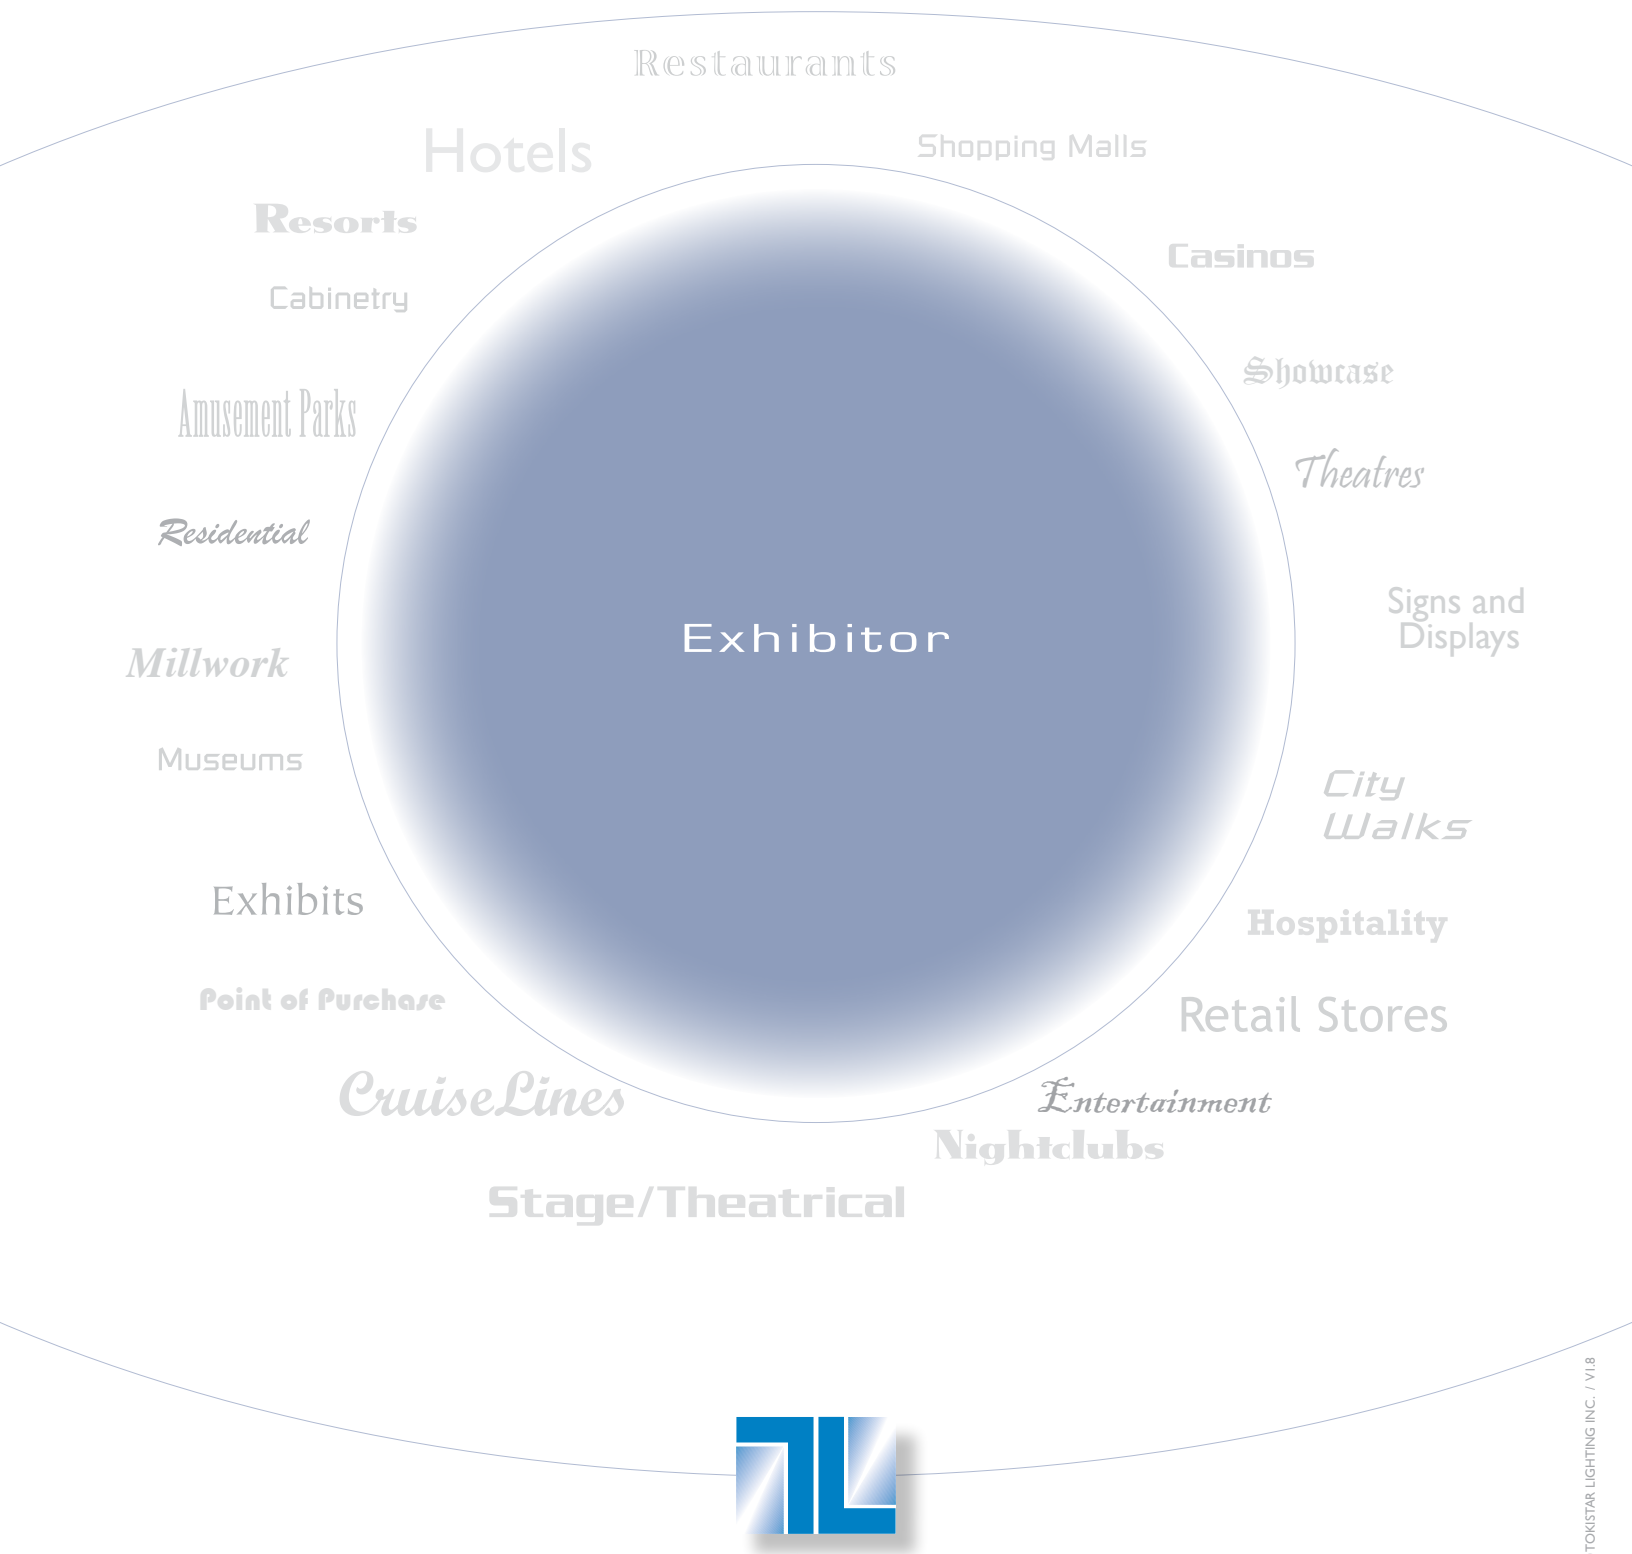 Restaurants
Hotels
Shopping Malls
Resorts
Casinos
Cabinetry
Showcase
Amusement Parks
Theatres
Residential
Signs and
Displays
Exhibitor
Millwork
Museums
City
Walks
Exhibits
Hospitality
Point of Purchase
Retail Stores
CruiseLines
Entertainment
Nightclubs
Stage/Theatrical
TOKISTAR LIGHTING INC. / V1.8